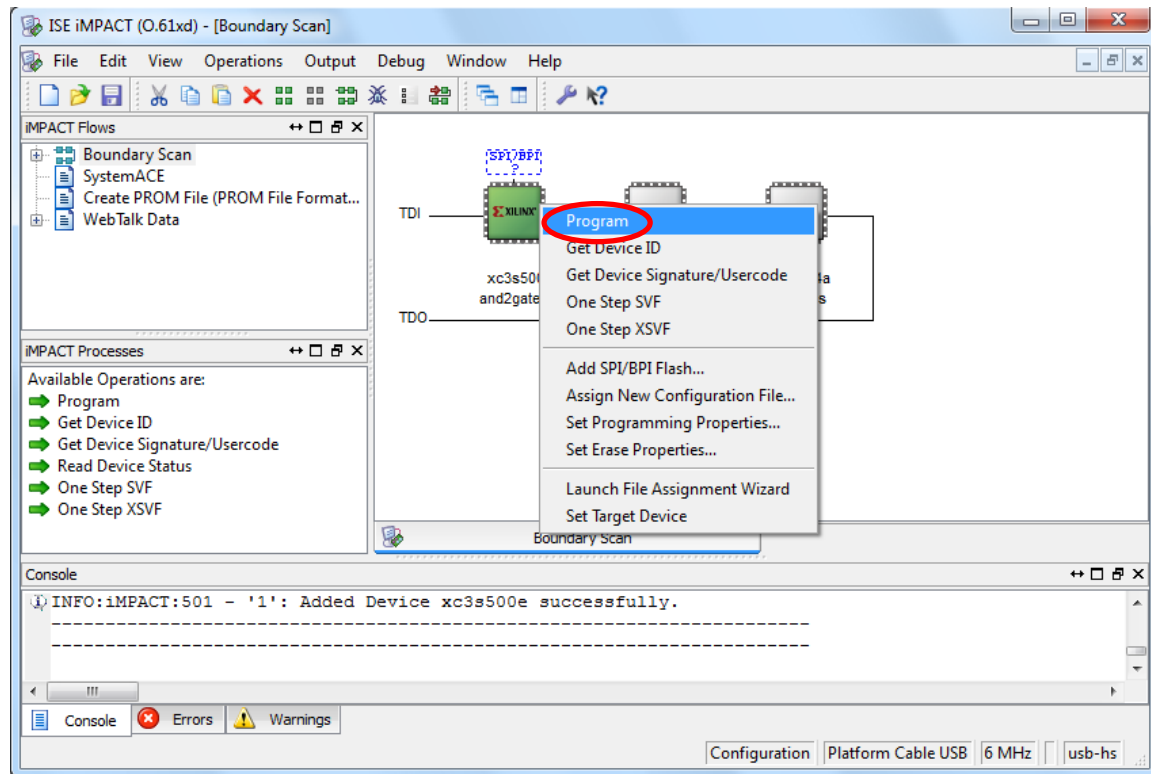 ISE iMPACT (O.61xd) - [Boundary Scan]
File Edit View Operations Output Debug Window Help
iMPACT Flows
Boundary Scan
SystemACE
Create PROM File (PROM File Format...
WebTalk Data
SPI/BPI
?
TDI
XILINX
xc3s500
and2gate
TDO
Program
Get Device ID
Get Device Signature/Usercode
One Step SVF
One Step XSVF
Add SPI/BPI Flash...
Assign New Configuration File...
Set Programming Properties...
Set Erase Properties...
Launch File Assignment Wizard
Set Target Device
iMPACT Processes
Available Operations are:
Program
Get Device ID
Get Device Signature/Usercode
Read Device Status
One Step SVF
One Step XSVF
Boundary Scan
Console
INFO:iMPACT:501 - '1': Added Device xc3s500e successfully.
----------------------------------------------------------------------
----------------------------------------------------------------------
Console Errors Warnings
Configuration Platform Cable USB 6 MHz usb-hs